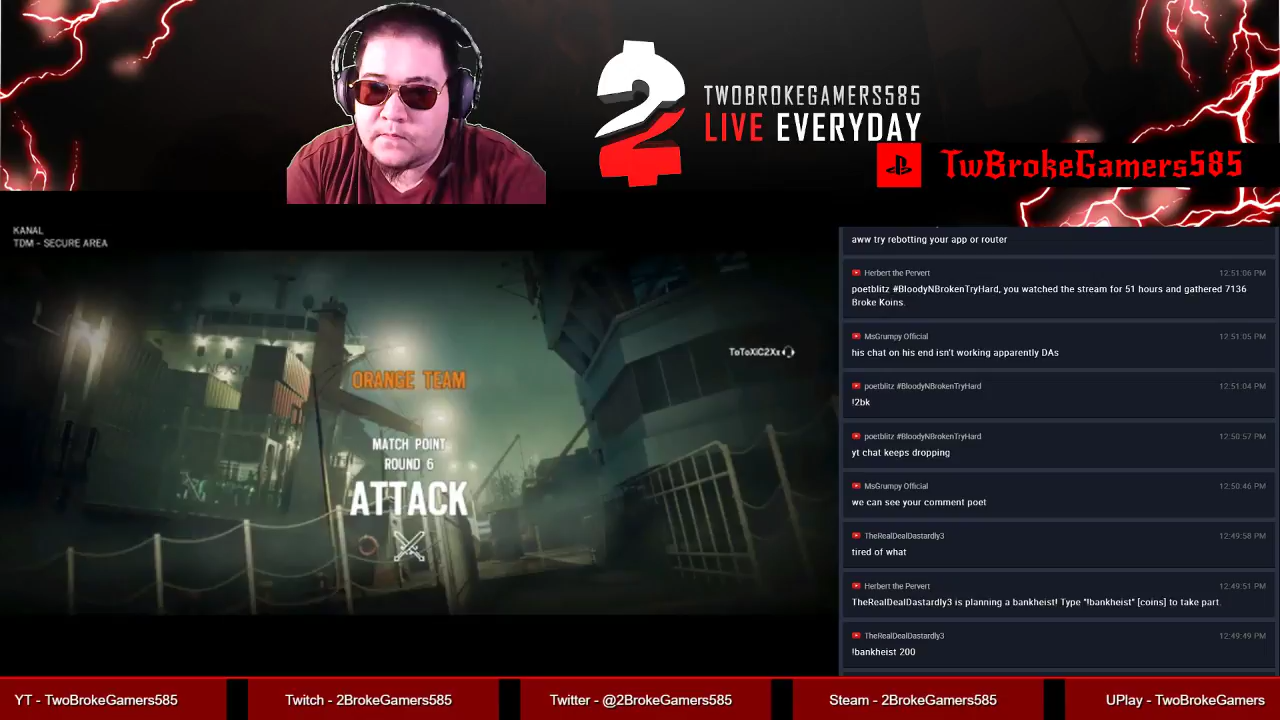 2
TWOBROKEGAMERS585
LIVE EVERYDAY
TwBrokeGamers585
KANAL
TDM - SECURE AREA
ToToXiC2Xx
ORANGE TEAM
MATCH POINT
ROUND 6
ATTACK
aww try rebotting your app or router
Herbert the Pervert 12:51:06 PM
poetblitz #BloodyNBrokenTryHard, you watched the stream for 51 hours and gathered 7136
Broke Koins.
MsGrumpy Official 12:51:05 PM
his chat on his end isn't working apparently DAs
poetblitz #BloodyNBrokenTryHard 12:51:04 PM
!2bk
poetblitz #BloodyNBrokenTryHard 12:50:57 PM
yt chat keeps dropping
MsGrumpy Official 12:50:46 PM
we can see your comment poet
TheRealDealDastardly3 12:49:58 PM
tired of what
Herbert the Pervert 12:49:51 PM
TheRealDealDastardly3 is planning a bankheist! Type "!bankheist" [coins] to take part.
TheRealDealDastardly3 12:49:49 PM
!bankheist 200
YT - TwoBrokeGamers585
Twitch - 2BrokeGamers585
Twitter - @2BrokeGamers585
Steam - 2BrokeGamers585
UPlay - TwoBrokeGamers